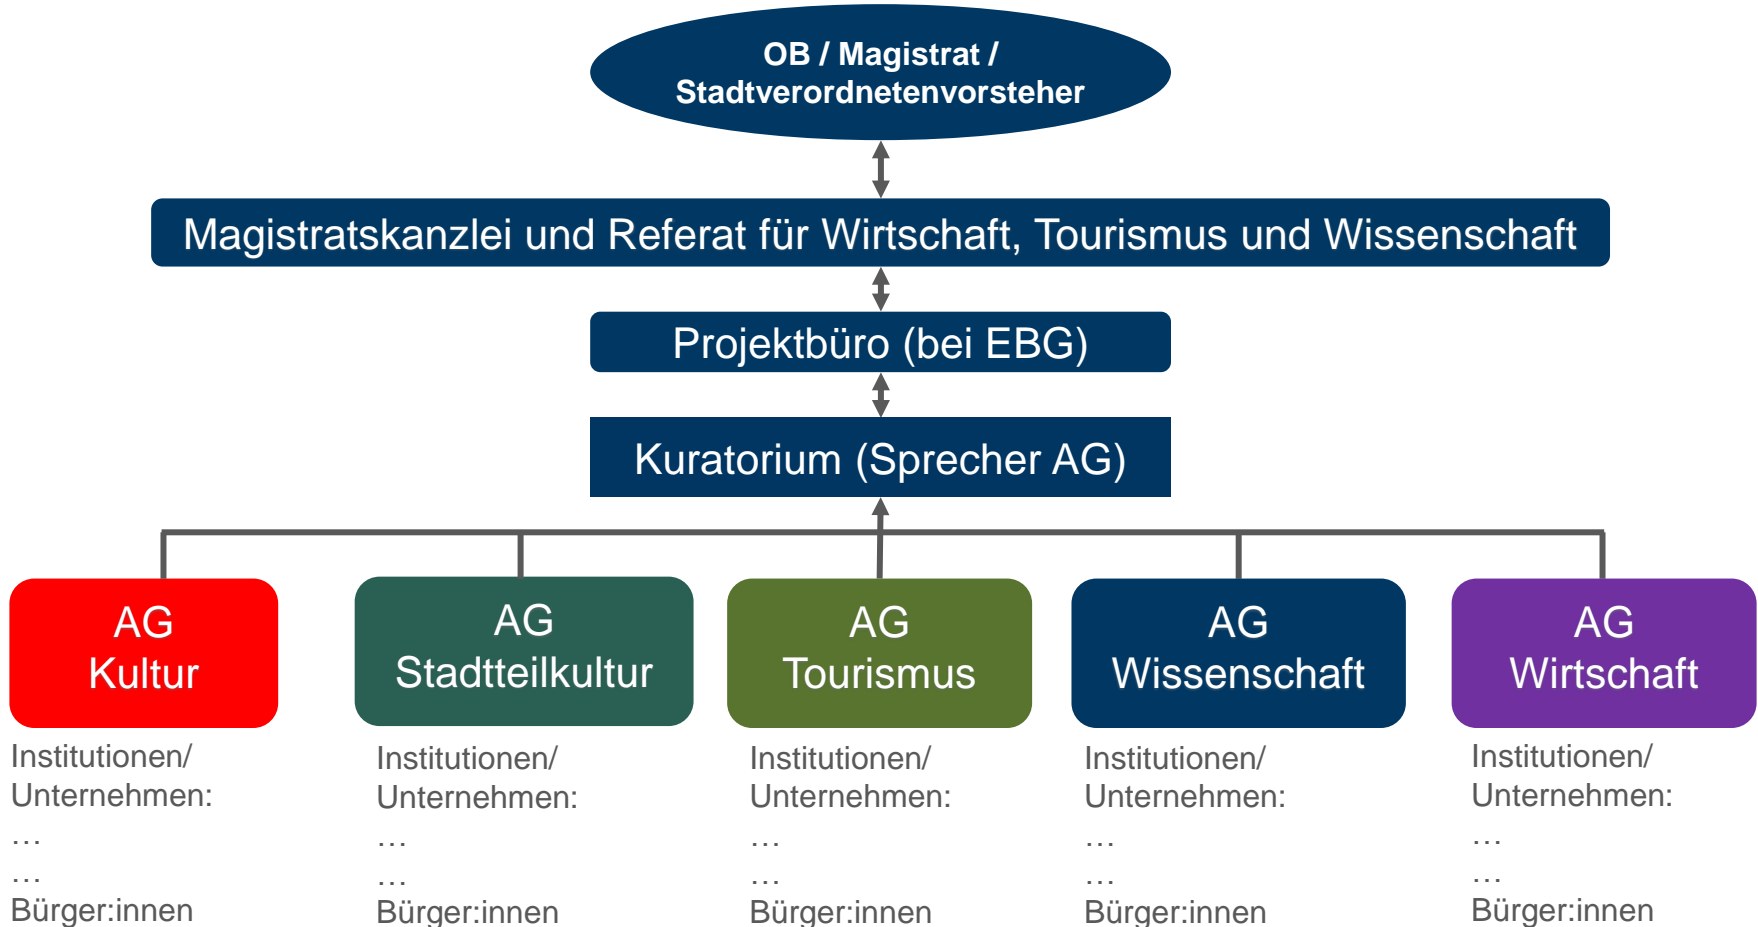 OB / Magistrat /
Stadtverordnetenvorsteher
Magistratskanzlei und Referat für Wirtschaft, Tourismus und Wissenschaft
Projektbüro (bei EBG)
Kuratorium (Sprecher AG)
AG
Kultur
AG
Stadtteilkultur
AG
Tourismus
AG
Wissenschaft
AG
Wirtschaft
Institutionen/
Unternehmen:
…
…
Bürger:innen
Institutionen/
Unternehmen:
…
…
Bürger:innen
Institutionen/
Unternehmen:
…
…
Bürger:innen
Institutionen/
Unternehmen:
…
…
Bürger:innen
Institutionen/
Unternehmen:
…
…
Bürger:innen